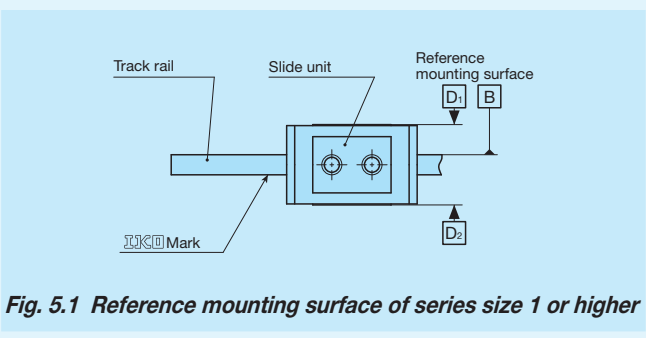 Track rail
Slide unit
Reference
mounting surface
D1
B
IKO Mark
D2
Fig. 5.1 Reference mounting surface of series size 1 or higher